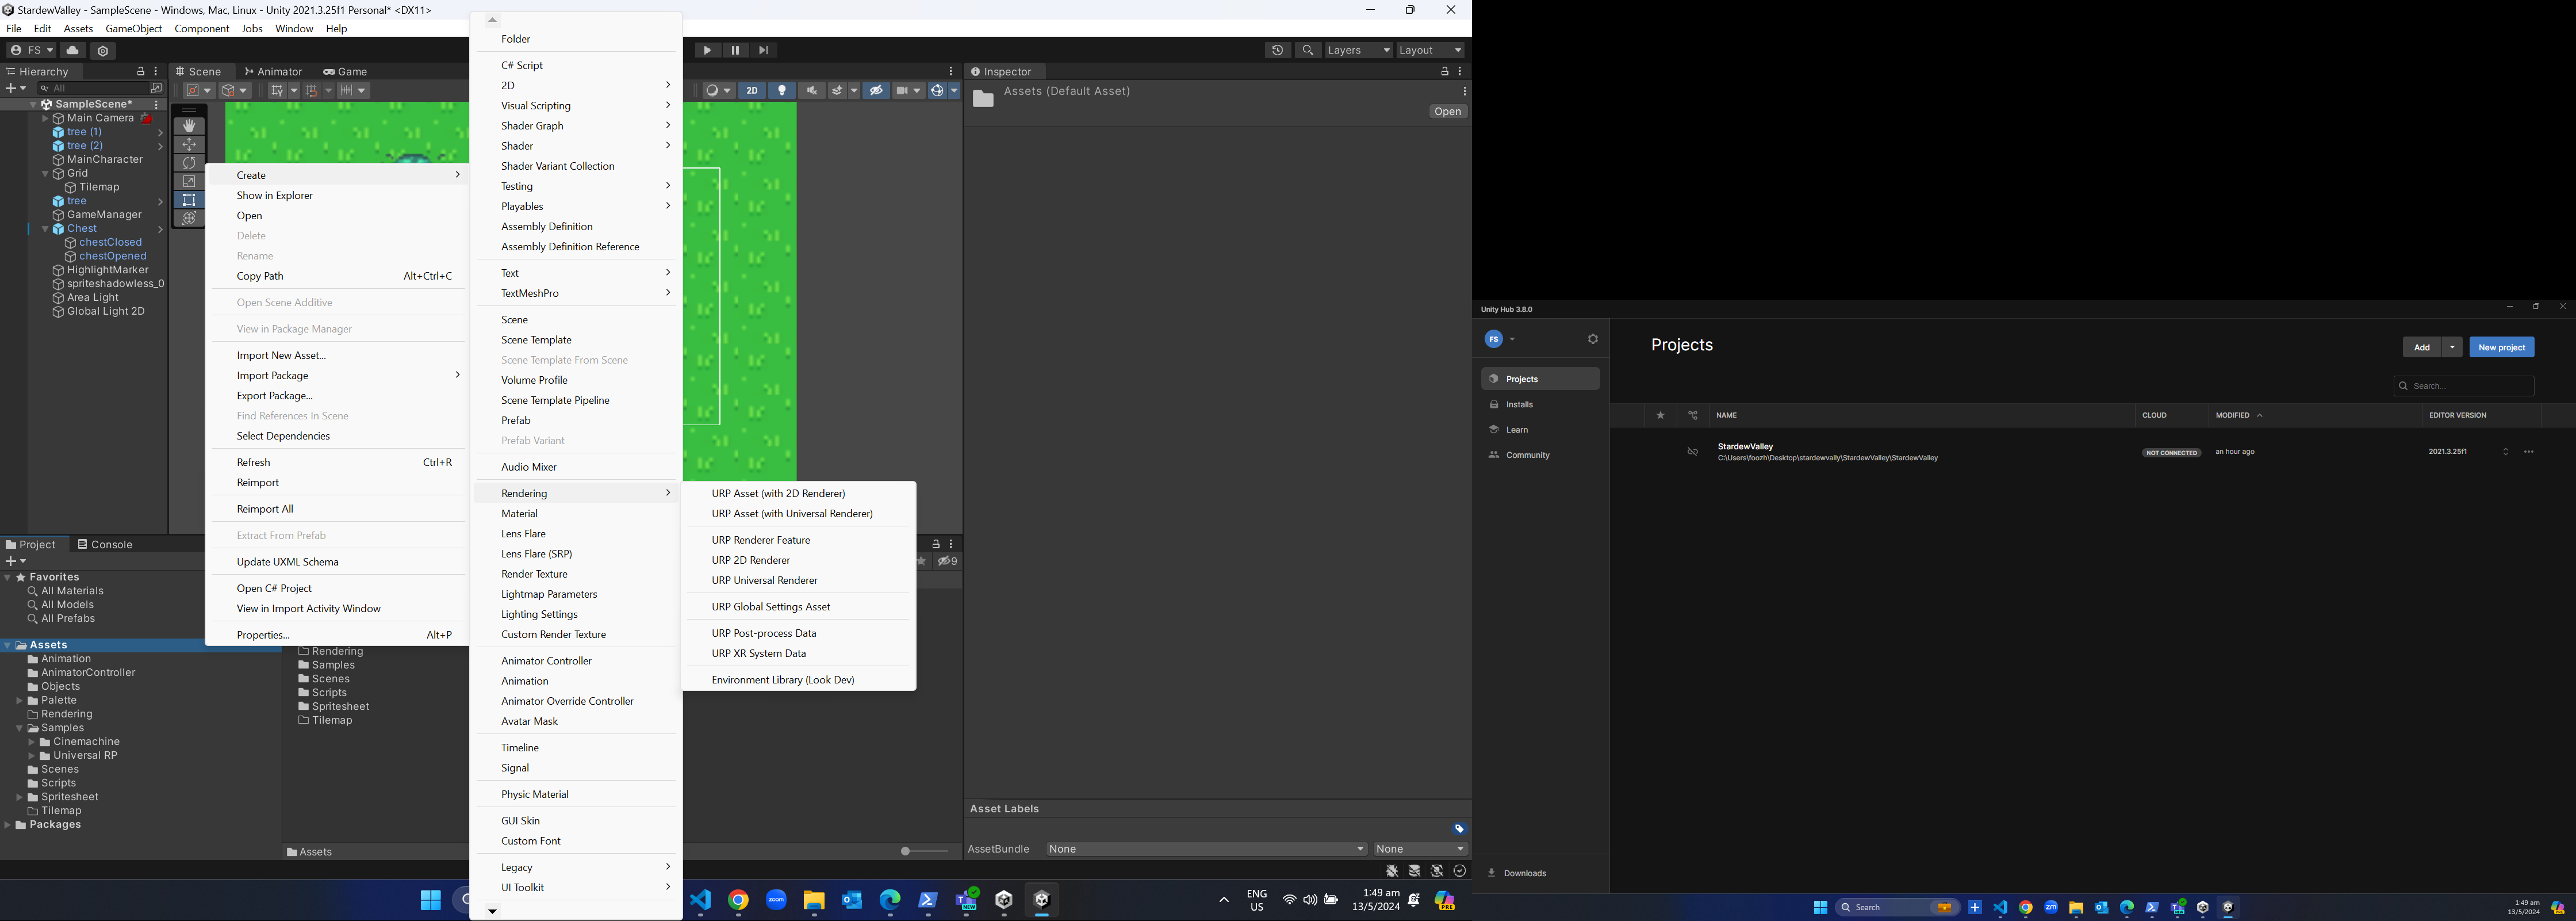 StardewValley - SampleScene - Windows, Mac, Linux - Unity 2021.3.25f1 Personal* <DX11>
File Edit Assets GameObject Component Jobs Window Help
FS
Layers
Layout
Hierarchy
All
SampleScene*
Main Camera
tree (1)
tree (2)
MainCharacter
Grid
Tilemap
tree
GameManager
Chest
chestClosed
chestOpened
HighlightMarker
spriteshadowless_0
Area Light
Global Light 2D
Scene
Animator
Game
2D
Create
Show in Explorer
Open
Delete
Rename
Copy Path Alt+Ctrl+C
Open Scene Additive
View in Package Manager
Import New Asset...
Import Package
Export Package...
Find References In Scene
Select Dependencies
Refresh Ctrl+R
Reimport
Reimport All
Extract From Prefab
Update UXML Schema
Open C# Project
View in Import Activity Window
Properties... Alt+P
Folder
C# Script
2D
Visual Scripting
Shader Graph
Shader
Shader Variant Collection
Testing
Playables
Assembly Definition
Assembly Definition Reference
Text
TextMeshPro
Scene
Scene Template
Scene Template From Scene
Volume Profile
Scene Template Pipeline
Prefab
Prefab Variant
Audio Mixer
Rendering
Material
Lens Flare
Lens Flare (SRP)
Render Texture
Lightmap Parameters
Lighting Settings
Custom Render Texture
Animator Controller
Animation
Animator Override Controller
Avatar Mask
Timeline
Signal
Physic Material
GUI Skin
Custom Font
Legacy
UI Toolkit
URP Asset (with 2D Renderer)
URP Asset (with Universal Renderer)
URP Renderer Feature
URP 2D Renderer
URP Universal Renderer
URP Global Settings Asset
URP Post-process Data
URP XR System Data
Environment Library (Look Dev)
Project
Console
9
Favorites
All Materials
All Models
All Prefabs
Assets
Animation
AnimatorController
Objects
Palette
Rendering
Samples
Cinemachine
Universal RP
Scenes
Scripts
Spritesheet
Tilemap
Packages
Rendering
Samples
Scenes
Scripts
Spritesheet
Tilemap
Assets
Inspector
Assets (Default Asset)
Open
Asset Labels
AssetBundle None None
zoom
NEW
ENG
US
1:49 am
13/5/2024
PRE
Unity Hub 3.8.0
FS
Projects
Installs
Learn
Community
Downloads
Projects
Add
New project
Search...
NAME CLOUD MODIFIED EDITOR VERSION
StardewValley
C:\Users\foozh\Desktop\stardewvally\StardewValley\StardewValley
NOT CONNECTED
an hour ago
2021.3.25f1
Search
zm
1:49 am
13/5/2024